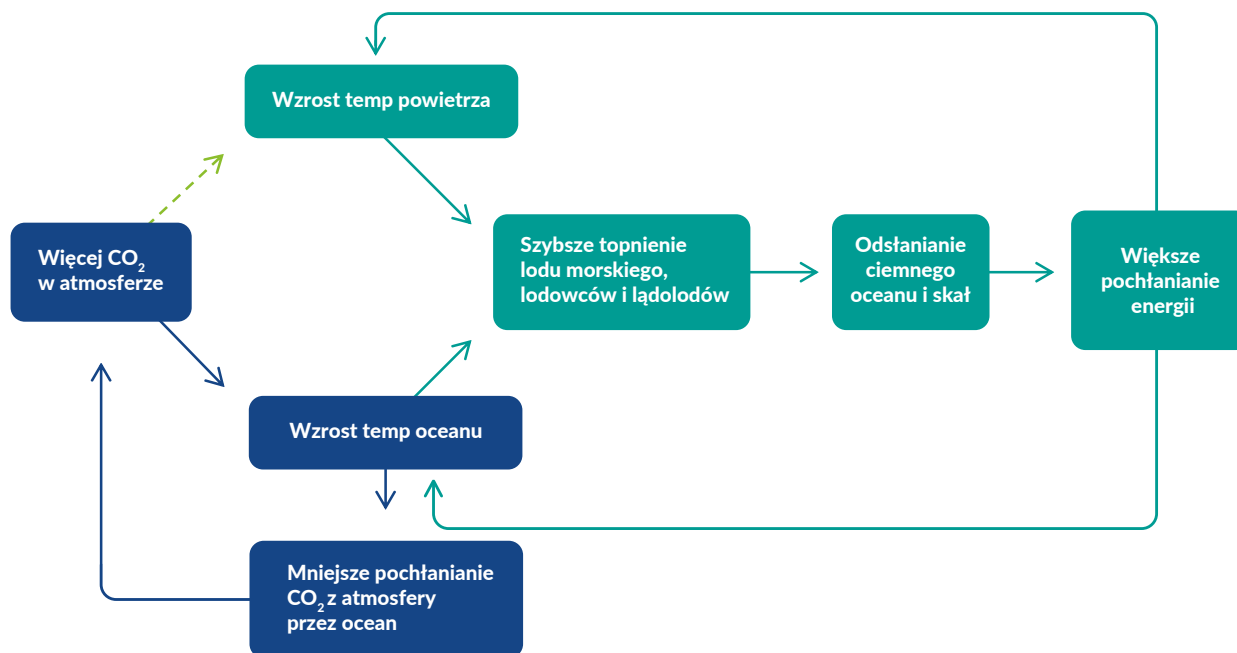 Wzrost temp powietrza
Więcej CO₂
w atmosferze
Szybsze topnienie
lodu morskiego,
lodowców i lądolodów
Odsłanianie
ciemnego
oceanu i skał
Większe
pochłanianie
energii
Wzrost temp oceanu
Mniejsze pochłanianie
CO₂ z atmosfery
przez ocean